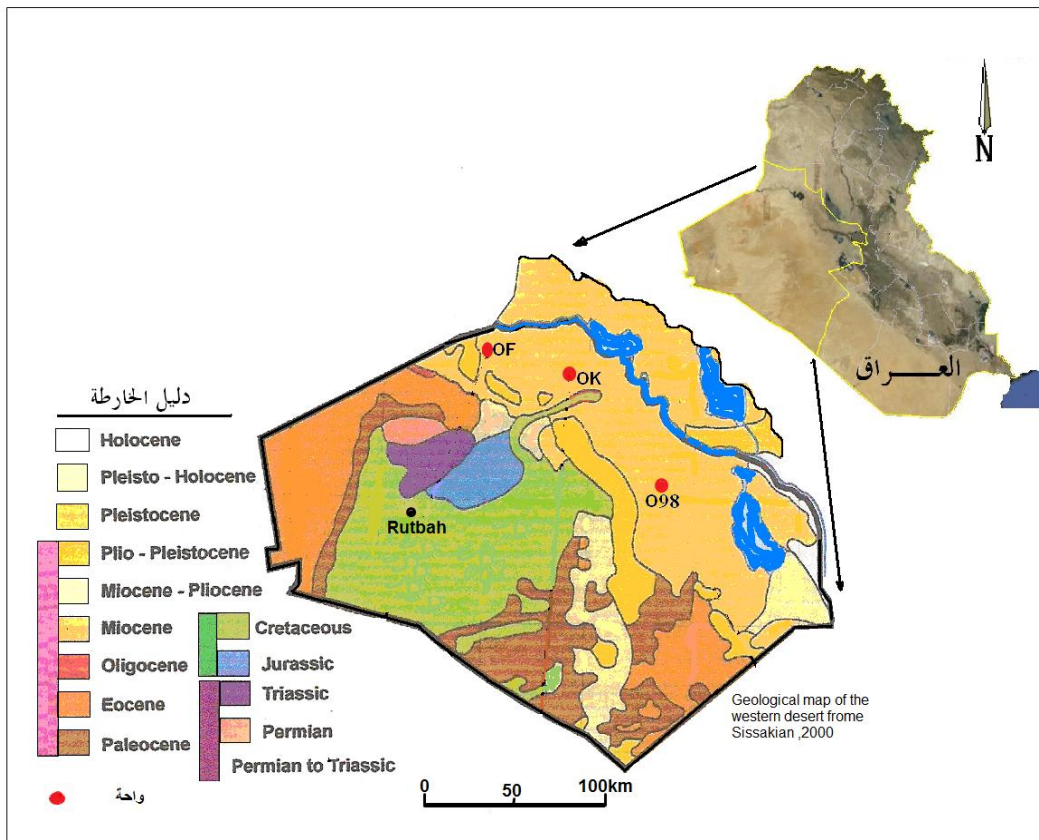 N
العـــراق
OF
OK
O98
Rutbah
دليل الخارطة
Holocene
Pleisto - Holocene
Pleistocene
Plio - Pleistocene
Miocene - Pliocene
Miocene
Oligocene
Eocene
Paleocene
Cretaceous
Jurassic
Triassic
Permian
Permian to Triassic
واحة
Geological map of the
western desert frome
Sissakian ,2000
0 50 100km